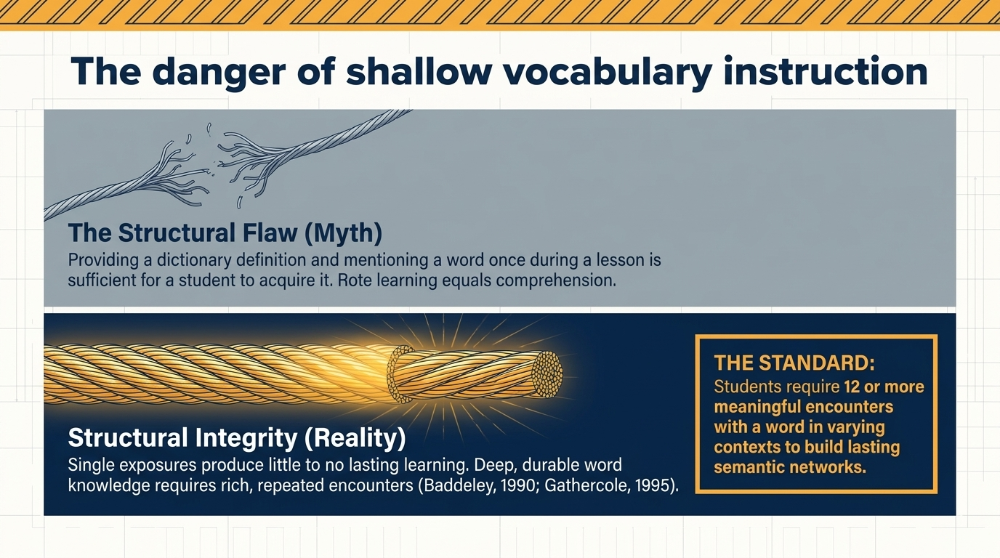 The danger of shallow vocabulary instruction
The Structural Flaw (Myth)
Providing a dictionary definition and mentioning a word once during a lesson is
sufficient for a student to acquire it. Rote learning equals comprehension.
Structural Integrity (Reality)
Single exposures produce little to no lasting learning. Deep, durable word
knowledge requires rich, repeated encounters (Baddeley, 1990; Gathercole, 1995).
THE STANDARD:
Students require 12 or more
meaningful encounters
with a word in varying
contexts to build lasting
semantic networks.